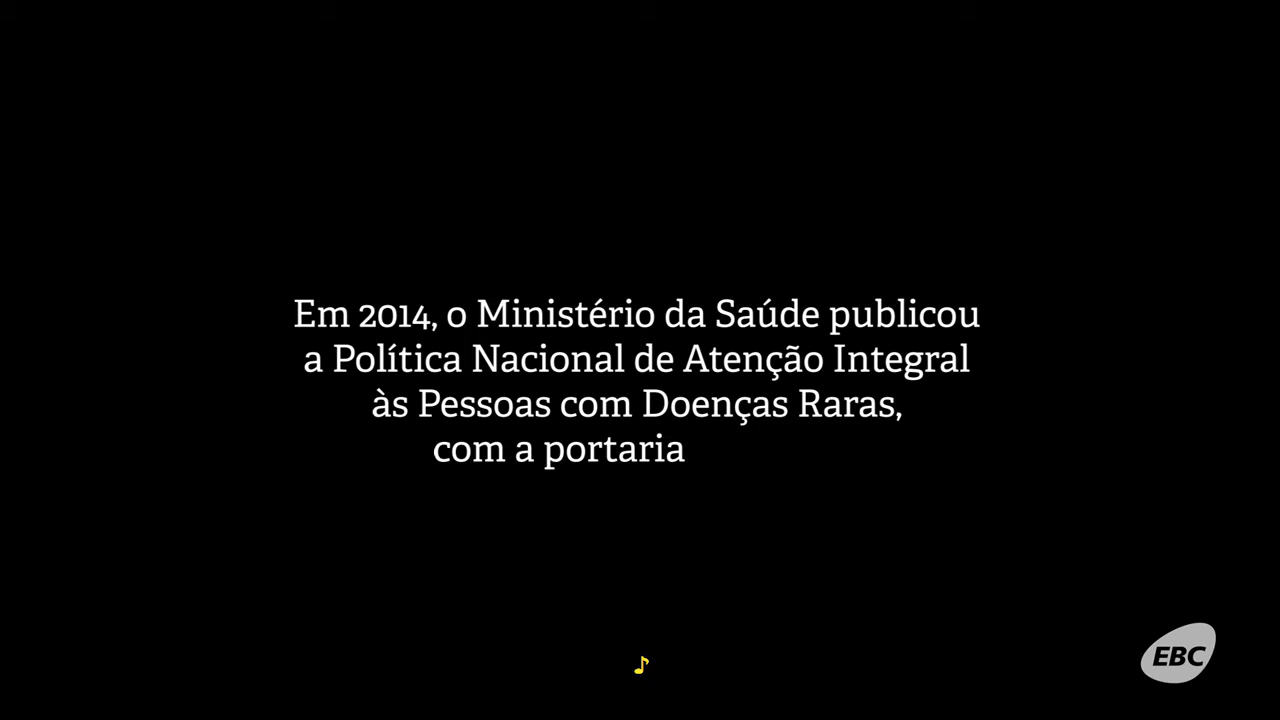 Em 2014, o Ministério da Saúde publicou
a Política Nacional de Atenção Integral
às Pessoas com Doenças Raras,
com a portaria
♪
EBC